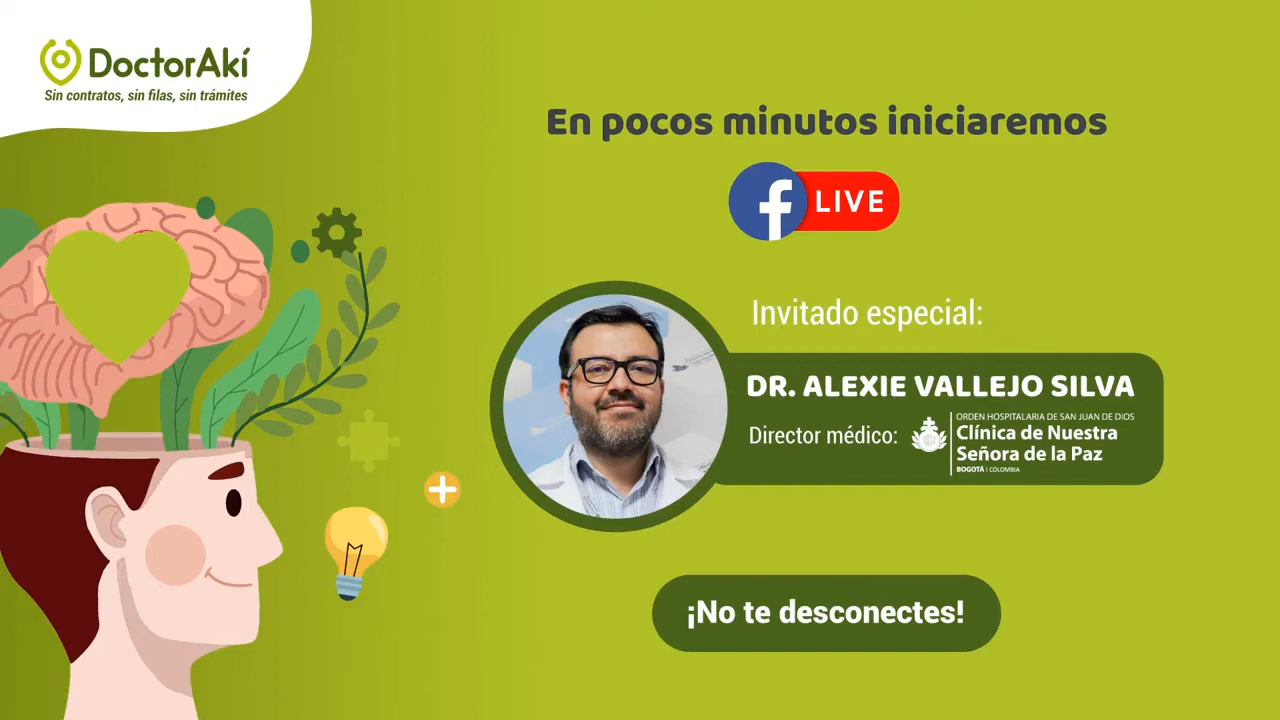 DoctorAkí
Sin contratos, sin filas, sin trámites
En pocos minutos iniciaremos
f LIVE
Invitado especial:
DR. ALEXIE VALLEJO SILVA
Director médico:
ORDEN HOSPITALARIA DE SAN JUAN DE DIOS
Clínica de Nuestra
Señora de la Paz
BOGOTÁ | COLOMBIA
¡No te desconectes!